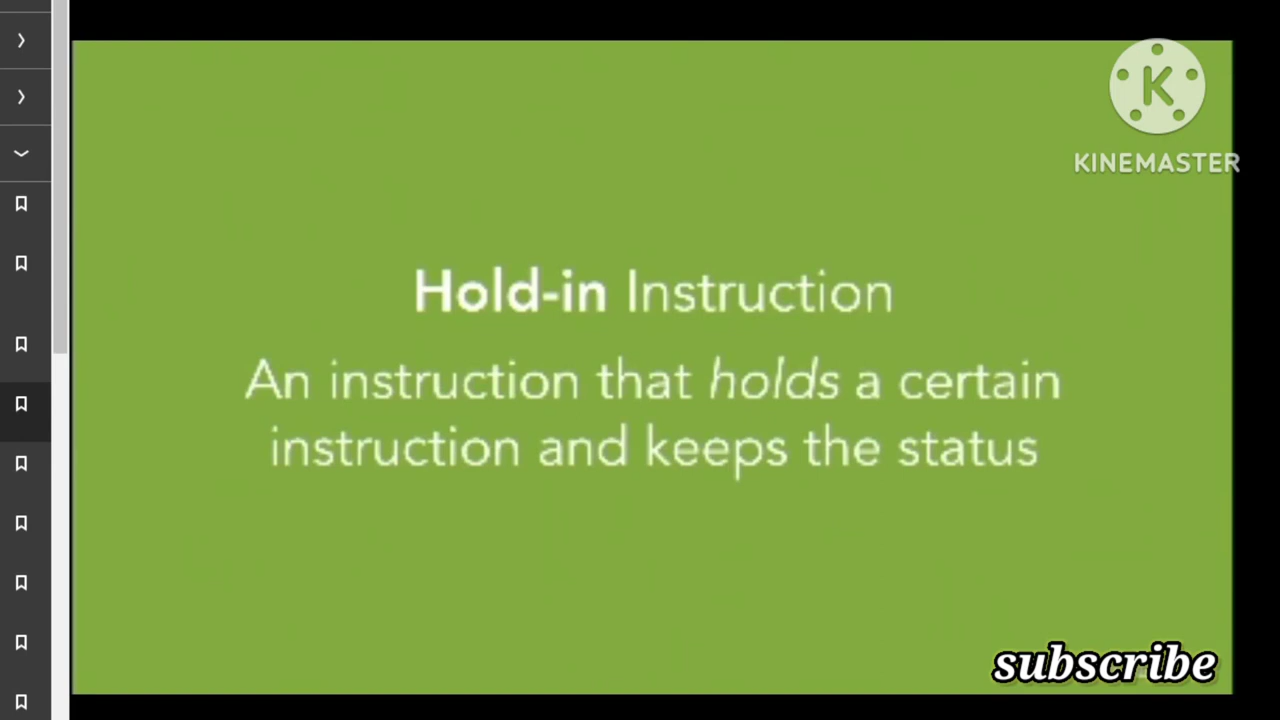 K
KINEMASTER
Hold-in Instruction
An instruction that holds a certain
instruction and keeps the status
subscribe